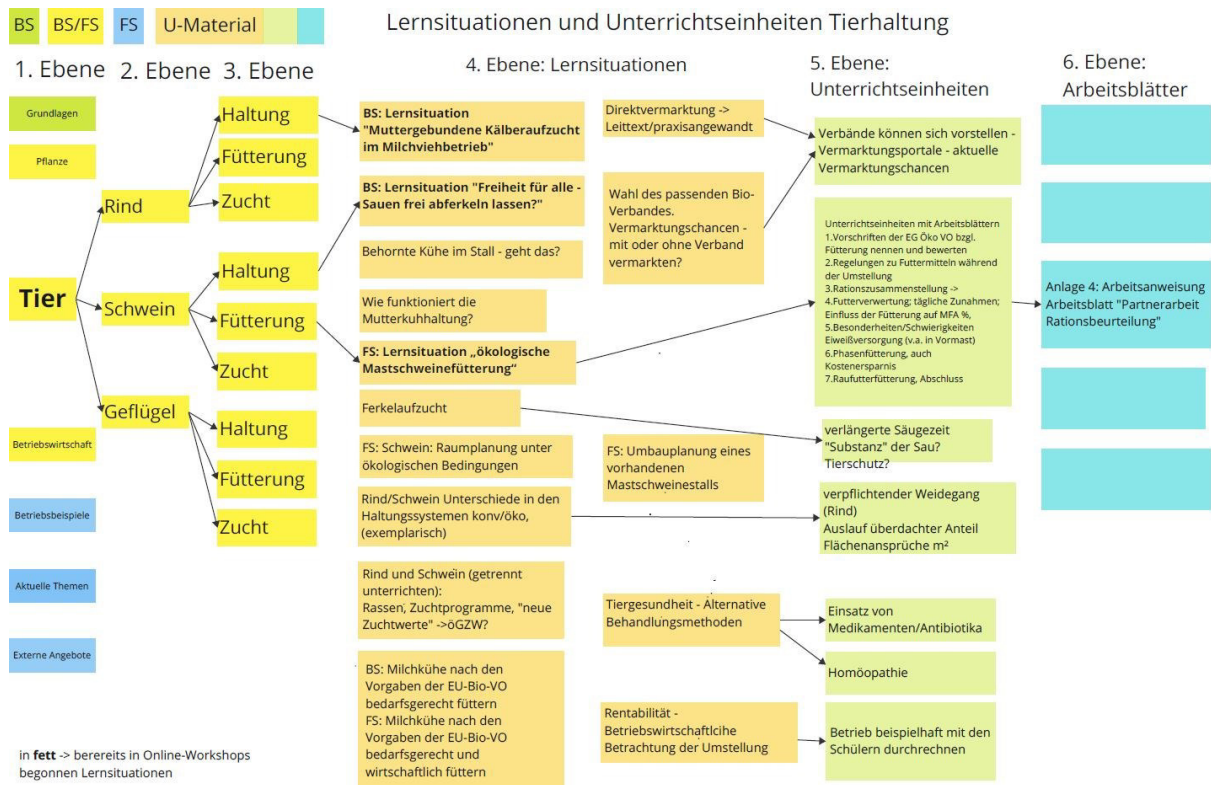 BS
BS/FS
FS
U-Material
Lernsituationen und Unterrichtseinheiten Tierhaltung
1. Ebene
2. Ebene
3. Ebene
4. Ebene: Lernsituationen
5. Ebene:
Unterrichtseinheiten
6. Ebene:
Arbeitsblätter
Grundlagen
Pflanze
Tier
Betriebswirtschaft
Betriebsbeispiele
Aktuelle Themen
Externe Angebote
Rind
Schwein
Geflügel
Haltung
Fütterung
Zucht
Haltung
Fütterung
Zucht
Haltung
Fütterung
Zucht
BS: Lernsituation
"Muttergebundene Kälberaufzucht
im Milchviehbetrieb"
BS: Lernsituation "Freiheit für alle -
Sauen frei abferkeln lassen?"
Behornte Kühe im Stall - geht das?
Wie funktioniert die
Mutterkuhhaltung?
FS: Lernsituation „ökologische
Mastschweinefütterung“
Ferkelaufzucht
FS: Schwein: Raumplanung unter
ökologischen Bedingungen
Rind/Schwein Unterschiede in den
Haltungssystemen konv/öko,
(exemplarisch)
Rind und Schwein (getrennt
unterrichten):
Rassen, Zuchtprogramme, "neue
Zuchtwerte" ->öGZW?
BS: Milchkühe nach den
Vorgaben der EU-Bio-VO
bedarfsgerecht füttern
FS: Milchkühe nach den
Vorgaben der EU-Bio-VO
bedarfsgerecht und
wirtschaftlich füttern
Direktvermarktung ->
Leittext/praxisangewandt
Wahl des passenden Bio-
Verbandes.
Vermarktungschancen -
mit oder ohne Verband
vermarkten?
FS: Umbauplanung eines
vorhandenen
Mastschweinestalls
Tiergesundheit - Alternative
Behandlungsmethoden
Rentabilität -
Betriebswirtschaftlcihe
Betrachtung der Umstellung
Verbände können sich vorstellen -
Vermarktungsportale - aktuelle
Vermarktungschancen
Unterrichtseinheiten mit Arbeitsblättern
1.Vorschriften der EG Öko VO bzgl.
Fütterung nennen und bewerten
2.Regelungen zu Futtermitteln während
der Umstellung
3.Rationszusammenstellung ->
4.Futterverwertung; tägliche Zunahmen;
Einfluss der Fütterung auf MFA %,
5.Besonderheiten/Schwierigkeiten
Eiweißversorgung (v.a. in Vormast)
6.Phasenfütterung, auch
Kostenersparnis
7.Raufutterfütterung, Abschluss
verlängerte Säugezeit
"Substanz" der Sau?
Tierschutz?
verpflichtender Weidegang
(Rind)
Auslauf überdachter Anteil
Flächenansprüche m²
Einsatz von
Medikamenten/Antibiotika
Homöopathie
Betrieb beispielhaft mit den
Schülern durchrechnen
Anlage 4: Arbeitsanweisung
Arbeitsblatt "Partnerarbeit
Rationsbeurteilung"
in fett -> berereits in Online-Workshops
begonnen Lernsituationen